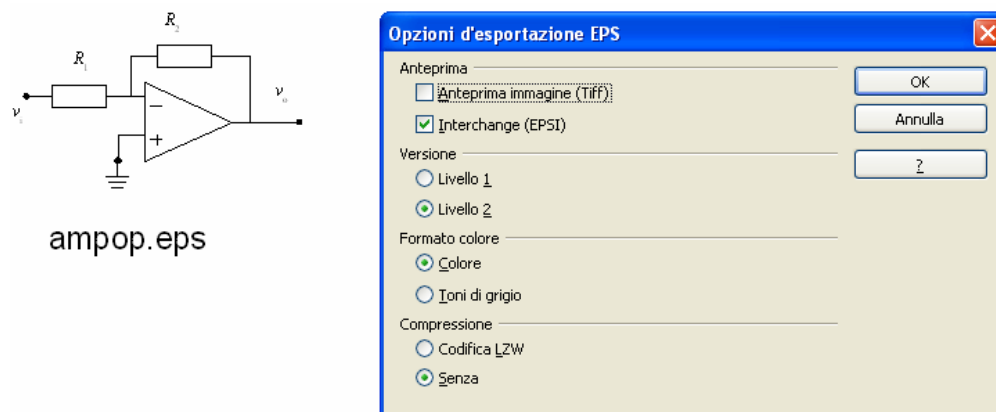 R2
R1
vs
vo
ampop.eps
Opzioni d'esportazione EPS
Anteprima
Anteprima immagine (Tiff)
Interchange (EPSI)
Versione
Livello 1
Livello 2
Formato colore
Colore
Toni di grigio
Compressione
Codifica LZW
Senza
OK
Annulla
?